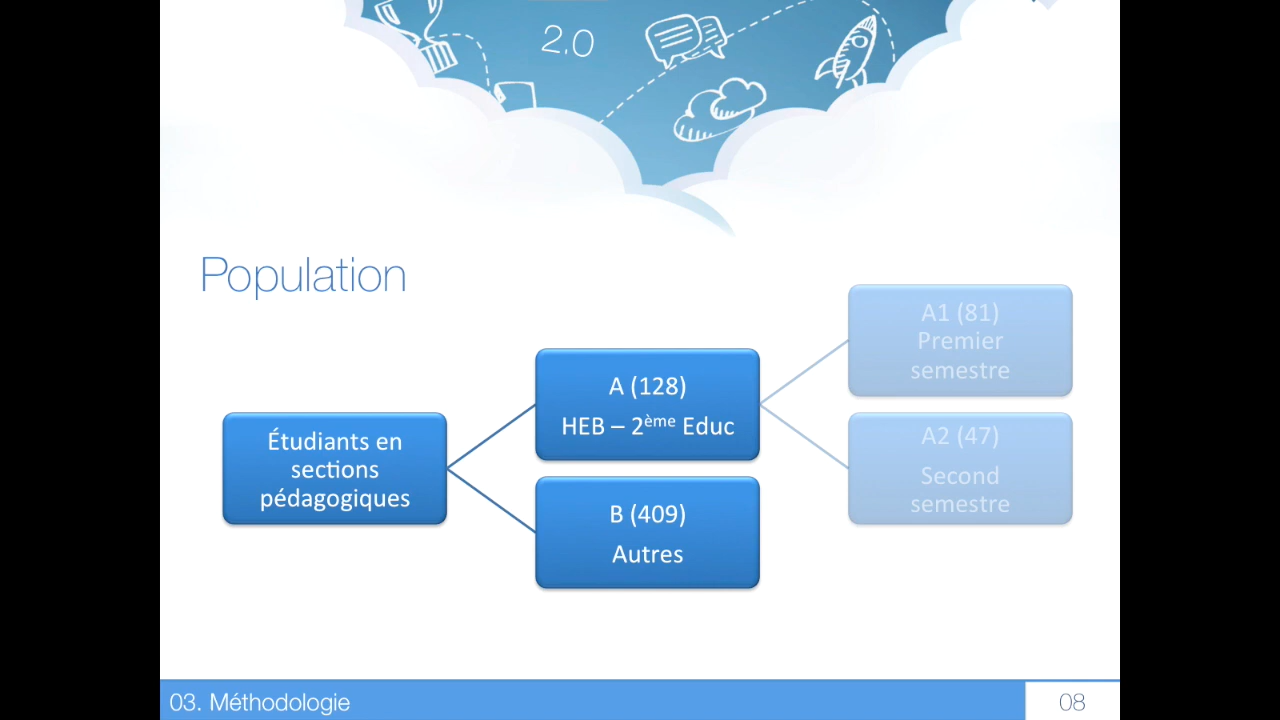 2.0
Population
Étudiants en
sections
pédagogiques
A (128)
HEB – 2ème Educ
B (409)
Autres
A1 (81)
Premier
semestre
A2 (47)
Second
semestre
03. Méthodologie
08